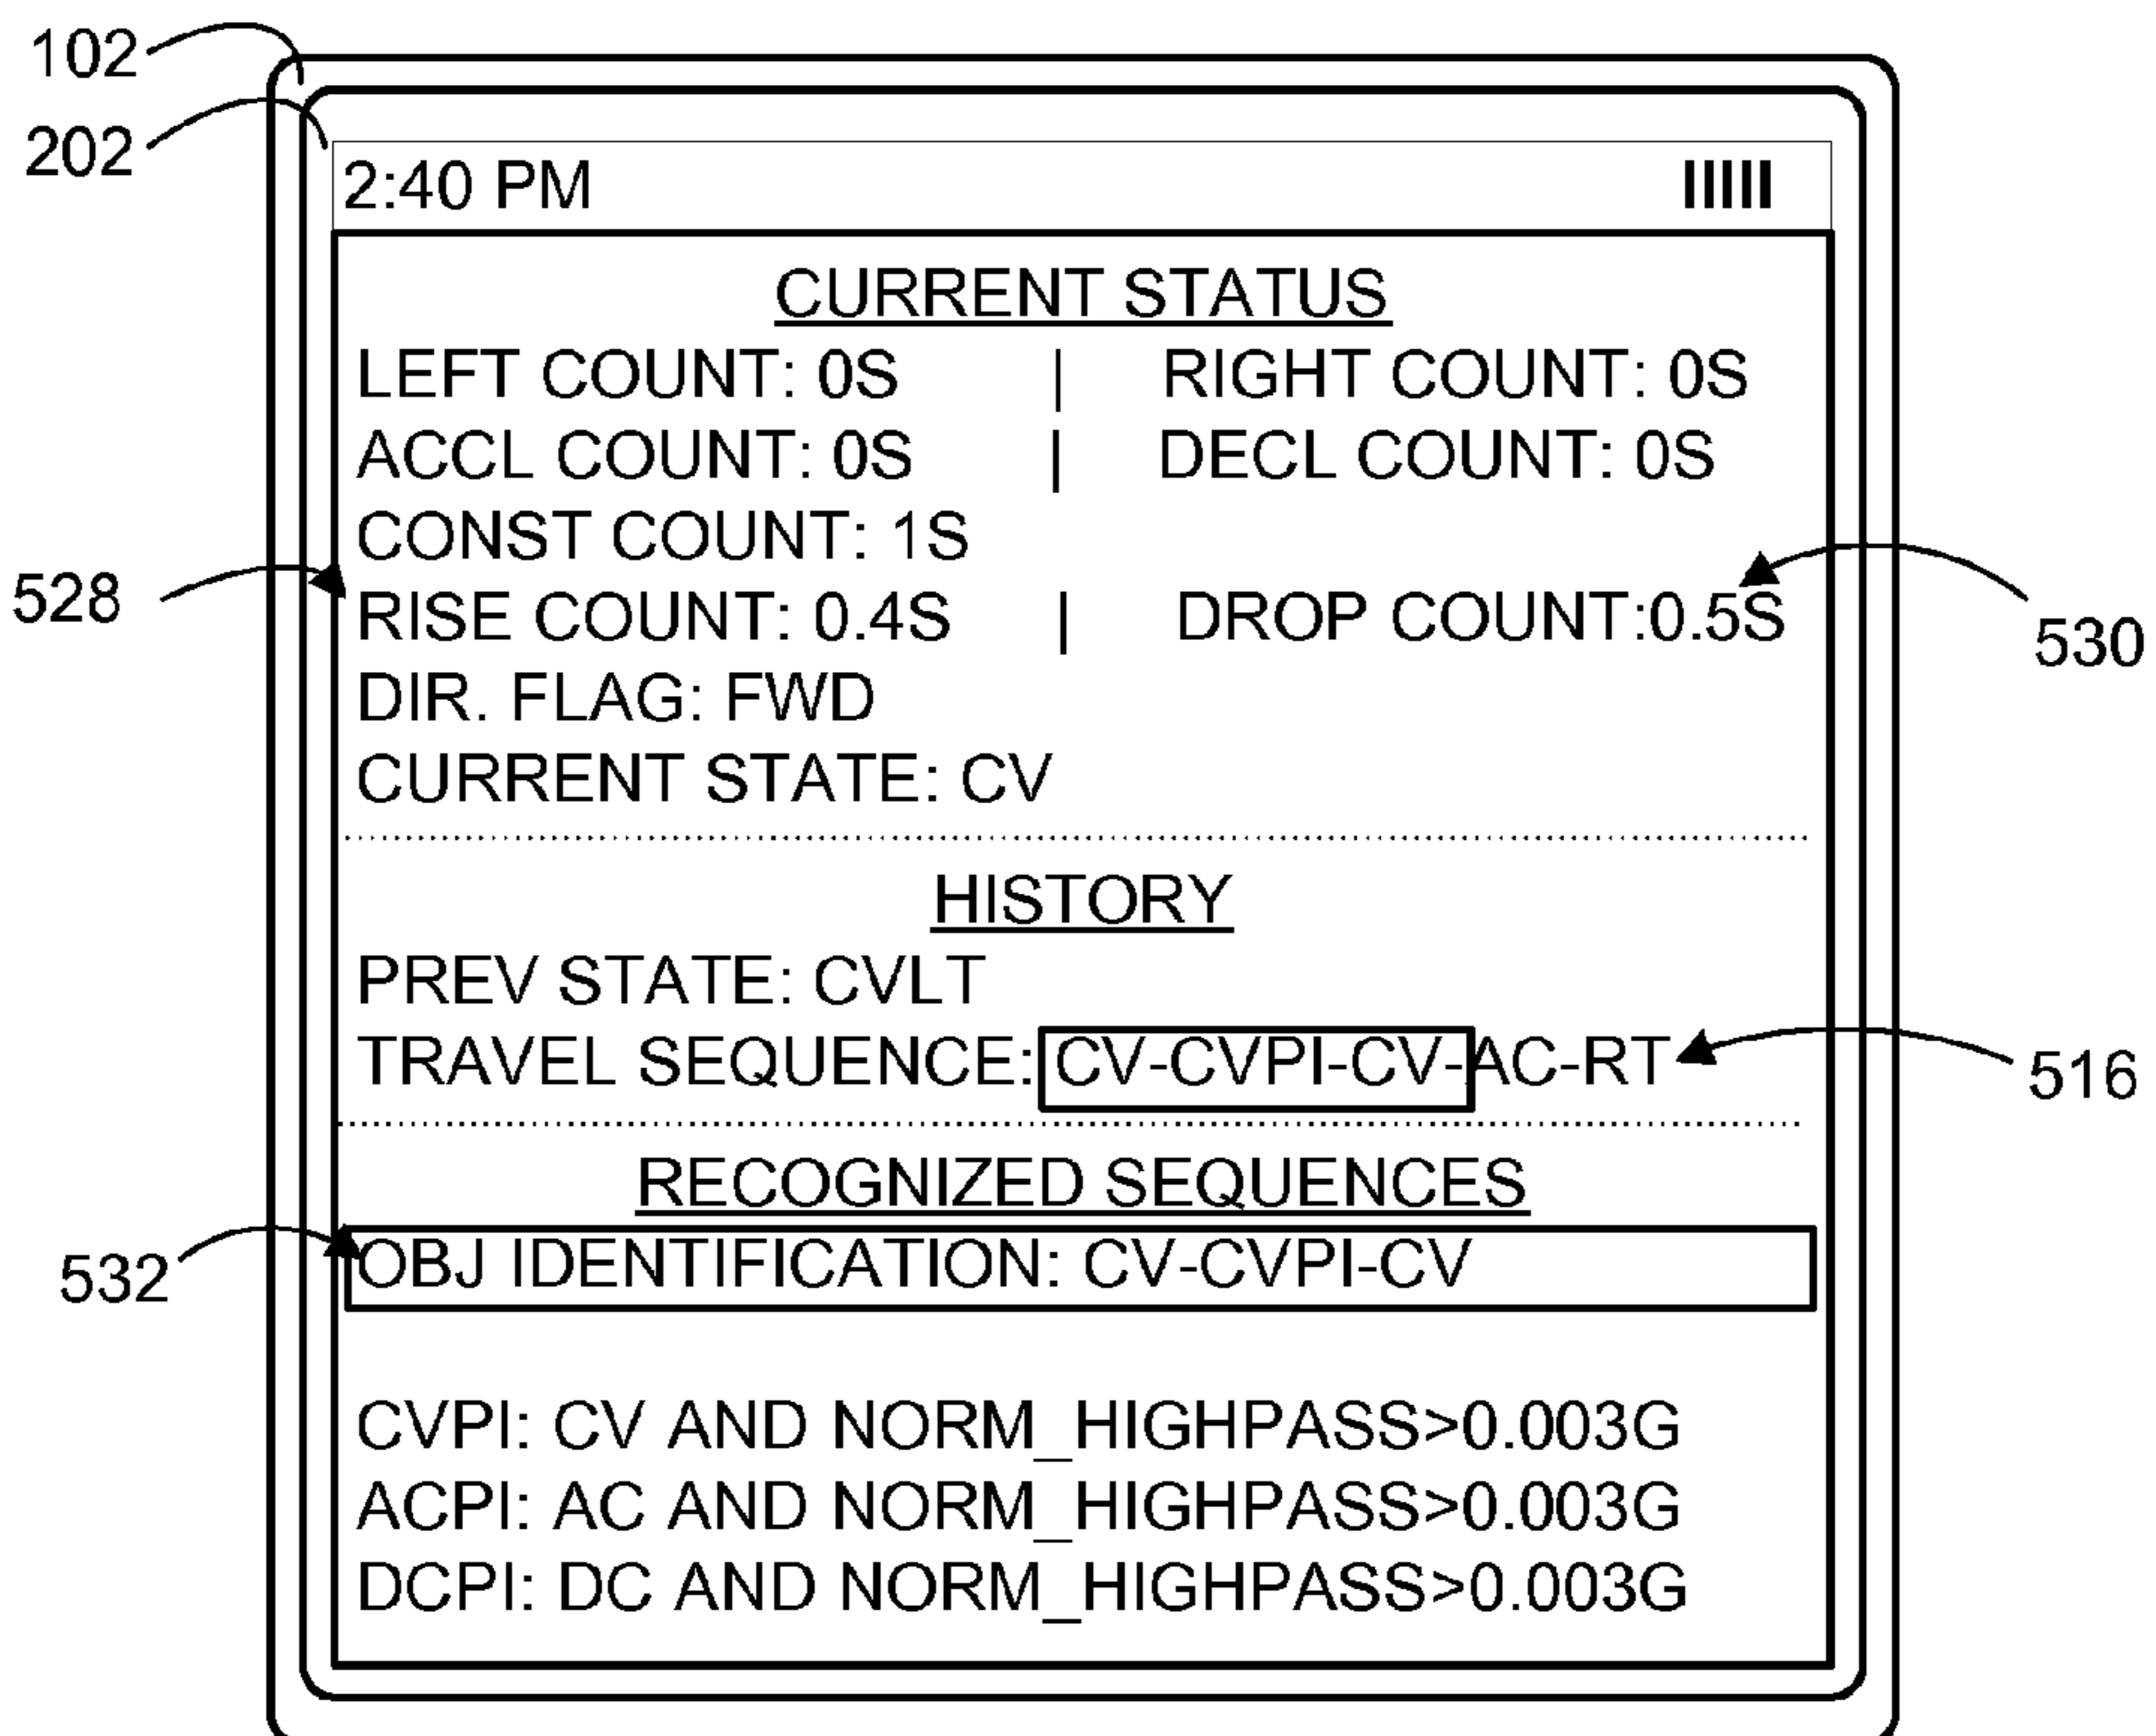 102
202
2:40 PM
CURRENT STATUS
LEFT COUNT: 0S | RIGHT COUNT: 0S
ACCL COUNT: 0S | DECL COUNT: 0S
CONST COUNT: 1S
528
RISE COUNT: 0.4S | DROP COUNT:0.5S
530
DIR. FLAG: FWD
CURRENT STATE: CV
HISTORY
PREV STATE: CVLT
TRAVEL SEQUENCE: CV-CVPI-CV-AC-RT
516
RECOGNIZED SEQUENCES
532
OBJ IDENTIFICATION: CV-CVPI-CV
CVPI: CV AND NORM_HIGHPASS>0.003G
ACPI: AC AND NORM_HIGHPASS>0.003G
DCPI: DC AND NORM_HIGHPASS>0.003G